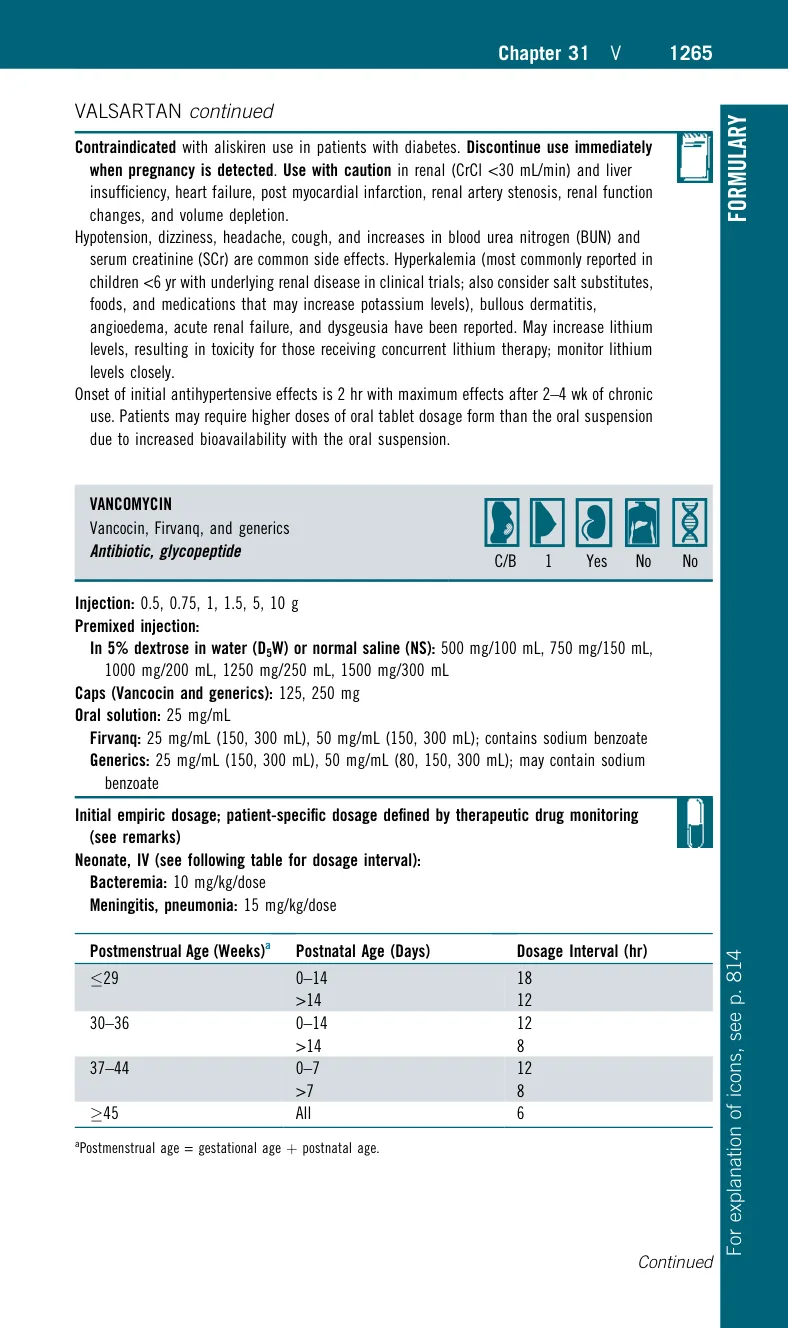 Chapter 31 V 1265
VALSARTAN continued
Contraindicated with aliskiren use in patients with diabetes. Discontinue use immediately
when pregnancy is detected. Use with caution in renal (CrCl <30 mL/min) and liver
insufficiency, heart failure, post myocardial infarction, renal artery stenosis, renal function
changes, and volume depletion.
Hypotension, dizziness, headache, cough, and increases in blood urea nitrogen (BUN) and
serum creatinine (SCr) are common side effects. Hyperkalemia (most commonly reported in
children <6 yr with underlying renal disease in clinical trials; also consider salt substitutes,
foods, and medications that may increase potassium levels), bullous dermatitis,
angioedema, acute renal failure, and dysgeusia have been reported. May increase lithium
levels, resulting in toxicity for those receiving concurrent lithium therapy; monitor lithium
levels closely.
Onset of initial antihypertensive effects is 2 hr with maximum effects after 2–4 wk of chronic
use. Patients may require higher doses of oral tablet dosage form than the oral suspension
due to increased bioavailability with the oral suspension.
VANCOMYCIN
Vancocin, Firvanq, and generics
Antibiotic, glycopeptide
C/B 1 Yes No No
Injection: 0.5, 0.75, 1, 1.5, 5, 10 g
Premixed injection:
In 5% dextrose in water (D₅W) or normal saline (NS): 500 mg/100 mL, 750 mg/150 mL,
1000 mg/200 mL, 1250 mg/250 mL, 1500 mg/300 mL
Caps (Vancocin and generics): 125, 250 mg
Oral solution: 25 mg/mL
Firvanq: 25 mg/mL (150, 300 mL), 50 mg/mL (150, 300 mL); contains sodium benzoate
Generics: 25 mg/mL (150, 300 mL), 50 mg/mL (80, 150, 300 mL); may contain sodium
benzoate
Initial empiric dosage; patient-specific dosage defined by therapeutic drug monitoring
(see remarks)
Neonate, IV (see following table for dosage interval):
Bacteremia: 10 mg/kg/dose
Meningitis, pneumonia: 15 mg/kg/dose
Postmenstrual Age (Weeks)ᵃ Postnatal Age (Days) Dosage Interval (hr)
≤29 0–14 18
>14 12
30–36 0–14 12
>14 8
37–44 0–7 12
>7 8
≥45 All 6
ᵃPostmenstrual age = gestational age + postnatal age.
Continued
FORMULARY
For explanation of icons, see p. 814